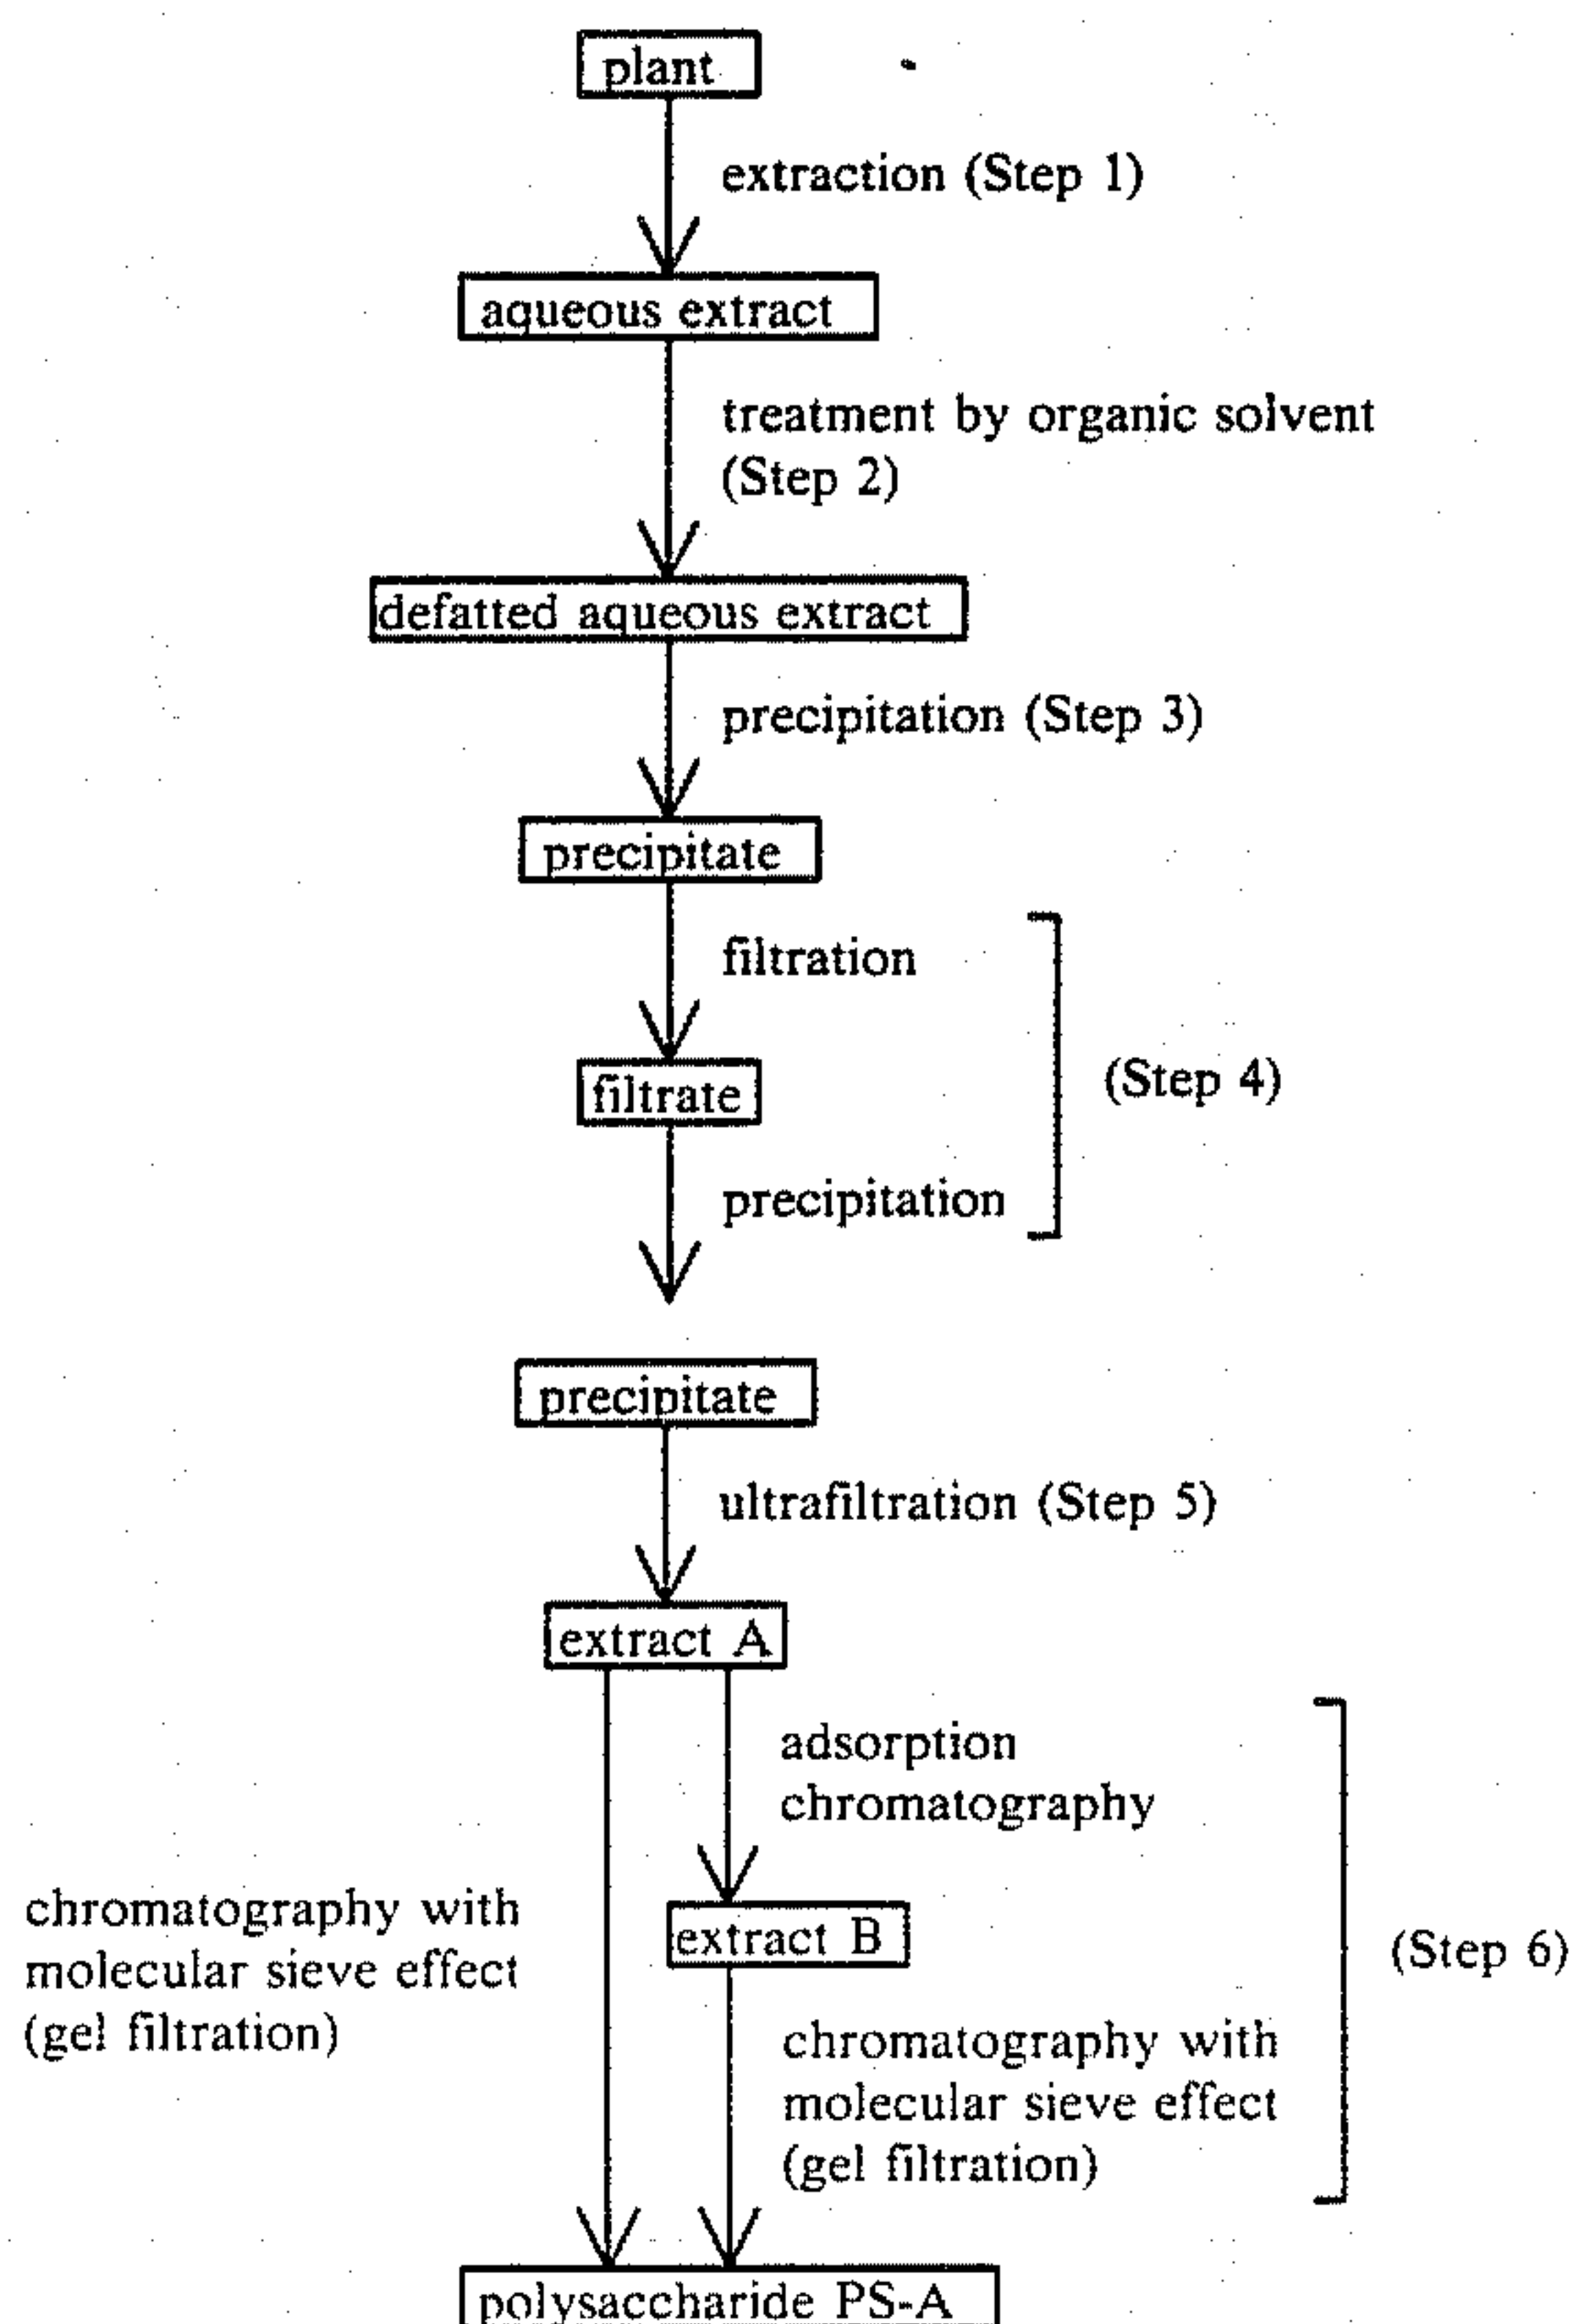 plant
extraction (Step 1)
aqueous extract
treatment by organic solvent
(Step 2)
defatted aqueous extract
precipitation (Step 3)
precipitate
filtration
filtrate
(Step 4)
precipitation
precipitate
ultrafiltration (Step 5)
extract A
adsorption
chromatography
chromatography with
molecular sieve effect
(gel filtration)
extract B
(Step 6)
chromatography with
molecular sieve effect
(gel filtration)
polysaccharide PS-A